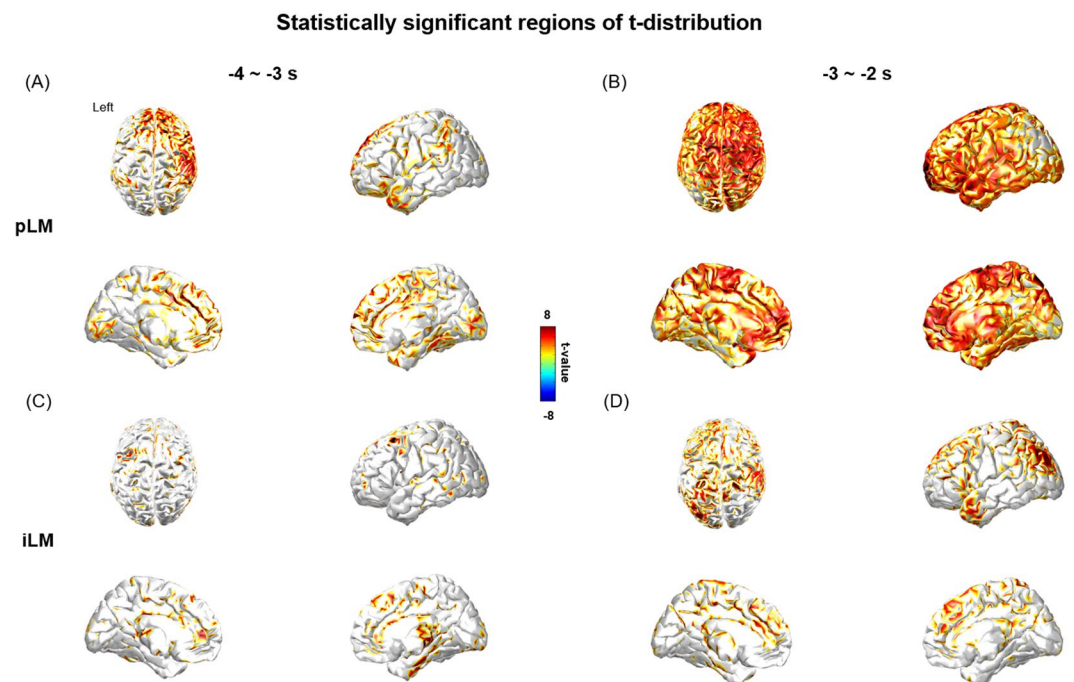 Statistically significant regions of t-distribution
(A)
-4 ~ -3 s
(B)
-3 ~ -2 s
Left
pLM
8
t-value
-8
(C)
(D)
iLM